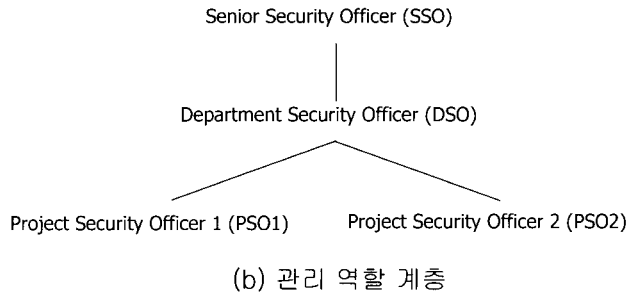 Senior Security Officer (SSO)
Department Security Officer (DSO)
Project Security Officer 1 (PSO1)
Project Security Officer 2 (PSO2)
(b) 관리 역할 계층